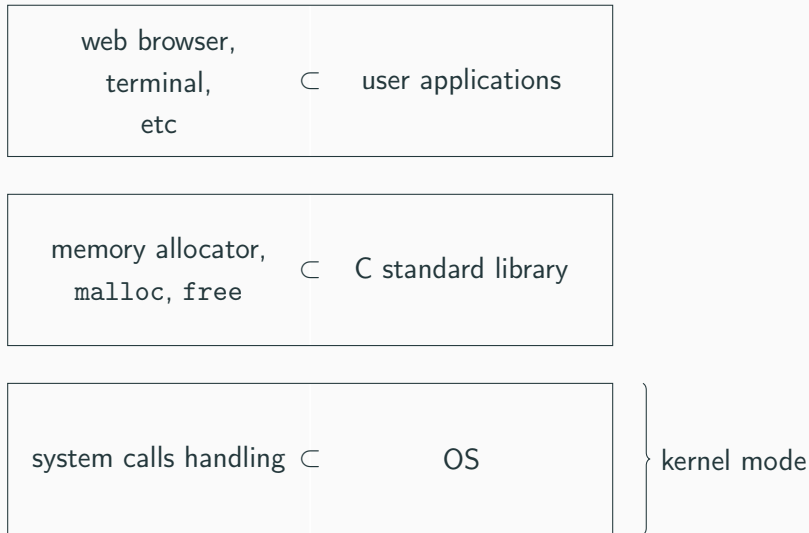 web browser,
terminal,
etc
⊂ user applications
memory allocator,
malloc, free
⊂ C standard library
system calls handling ⊂ OS
kernel mode